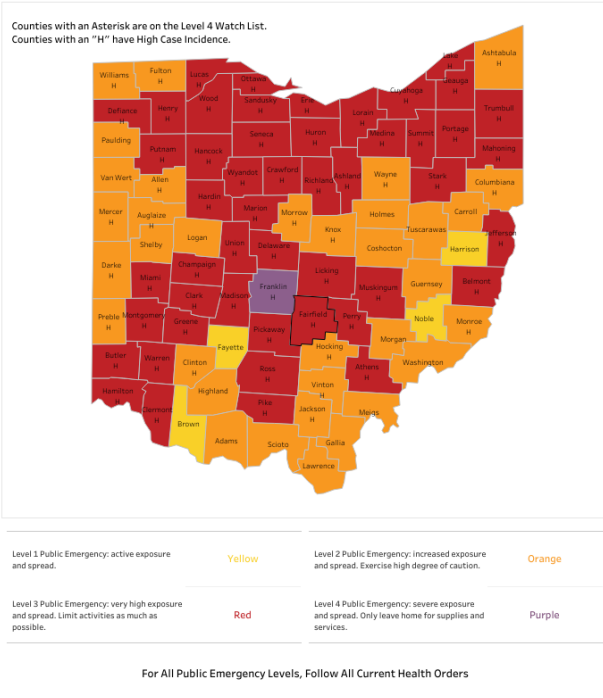 Counties with an Asterisk are on the Level 4 Watch List.
Counties with an "H" have High Case Incidence.
Ashtabula
H
Lake
H
Williams
H
Fulton
H
Lucas
H
Ottawa
H
Geauga
H
Cuyahoga
H
Defiance
H
Henry
H
Wood
H
Sandusky
H
Erie
H
Lorain
H
Trumbull
H
Paulding
Putnam
H
Hancock
H
Seneca
H
Huron
H
Medina
H
Summit
H
Portage
H
Mahoning
H
Van Wert
Allen
H
Wyandot
H
Crawford
H
Richland
H
Ashland
H
Wayne
H
Stark
H
Columbiana
H
Mercer
H
Auglaize
H
Hardin
H
Marion
H
Morrow
H
Knox
H
Holmes
Tuscarawas
Carroll
H
Jefferson
H
Shelby
Logan
Union
H
Delaware
H
Coshocton
Harrison
Darke
H
Miami
H
Champaign
H
Licking
H
Muskingum
H
Guernsey
Belmont
H
Clark
H
Madison
H
Franklin
H
Preble
H
Montgomery
H
Greene
H
Pickaway
H
Fairfield
H
Perry
H
Noble
Monroe
H
Morgan
Fayette
Hocking
H
Butler
H
Warren
H
Clinton
H
Ross
H
Athens
H
Washington
Vinton
H
Hamilton
H
Clermont
H
Highland
Pike
H
Jackson
H
Meigs
Brown
Adams
Scioto
Gallia
Lawrence
Level 1 Public Emergency: active exposure
and spread.
Yellow
Level 2 Public Emergency: increased exposure
and spread. Exercise high degree of caution.
Orange
Level 3 Public Emergency: very high exposure
and spread. Limit activities as much as
possible.
Red
Level 4 Public Emergency: severe exposure
and spread. Only leave home for supplies and
services.
Purple
For All Public Emergency Levels, Follow All Current Health Orders